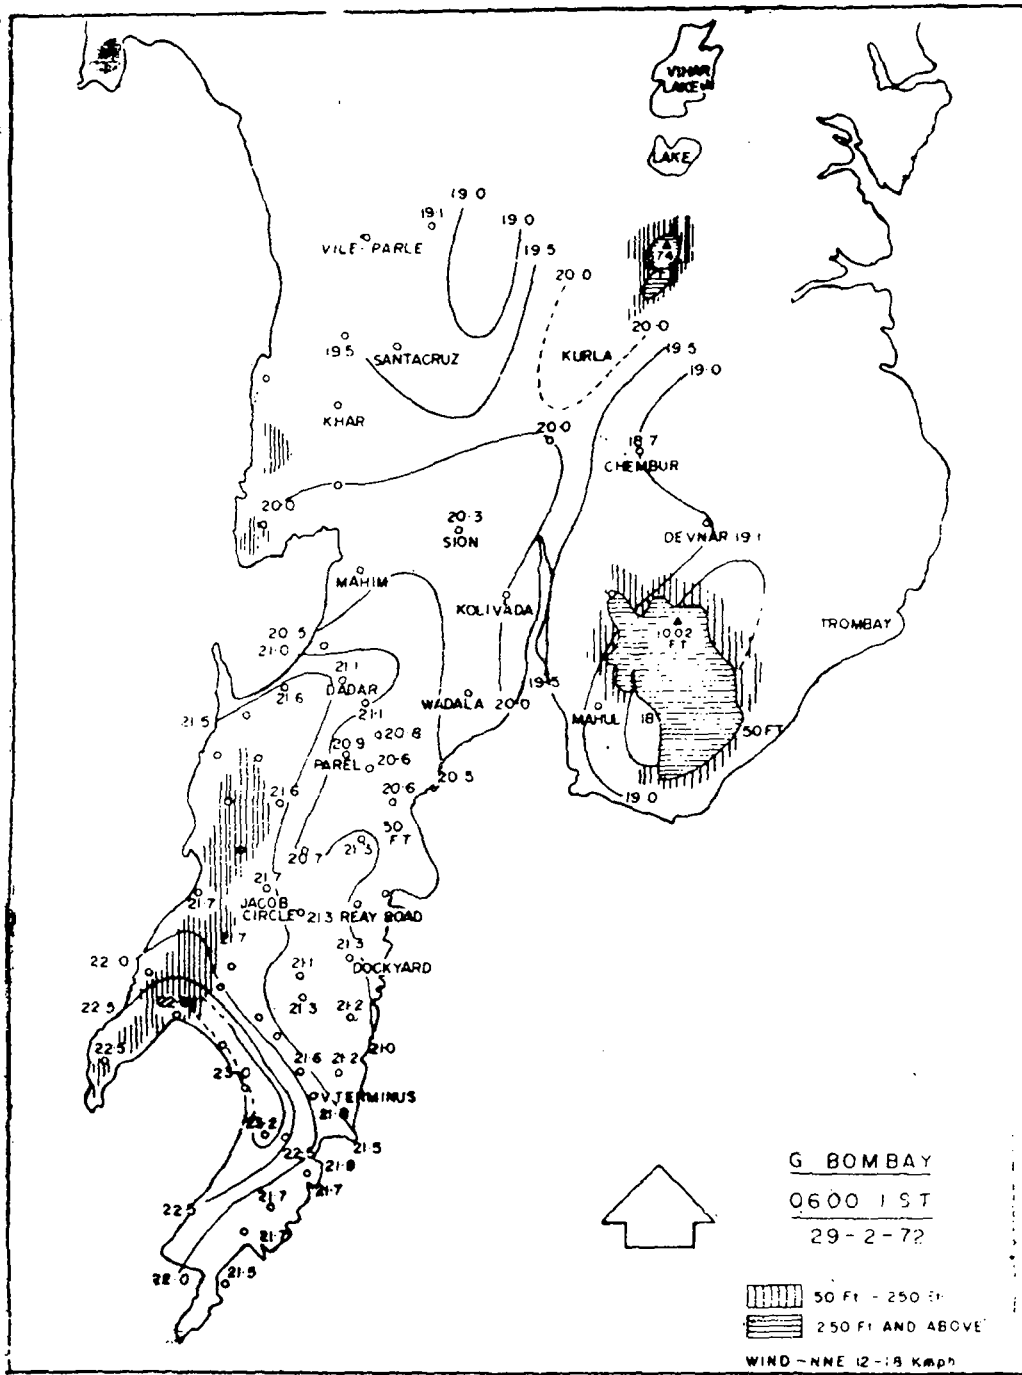 VIHAR
LAKE
LAKE
19·0
19·1
19·0
VILE-PARLE
19·5
20·0
20·0
19·5
19·5
SANTACRUZ
KURLA
19·0
KHAR
20·0
18·7
CHEMBUR
20·0
20·3
SION
DEVNAR 19·1
MAHIM
KOLIVADA
1002
FT
TROMBAY
20·5
21·0
21·1
DADAR
21·6
19·5
WADALA
20·0
21·5
21·1
MAHUL
18
50 FT
20·8
20·9
PAREL
20·6
20·5
21·6
20·6
19·0
50
FT
20·7
21·3
21·7
21·7
JACOB
CIRCLE
21·3
REAY ROAD
21·7
21·3
22·0
21·1
DOCKYARD
22·5
21·3
21·2
22·5
21·0
21·6
21·2
23·0
V.TERMINUS
21·8
23·2
22·5
21·5
21·9
21·7
22·5
21·7
21·7
22·0
21·5
G BOMBAY
0600 IST
29-2-72
50 Ft - 250 Ft
250 Ft AND ABOVE
WIND-NNE 12-18 Kmph